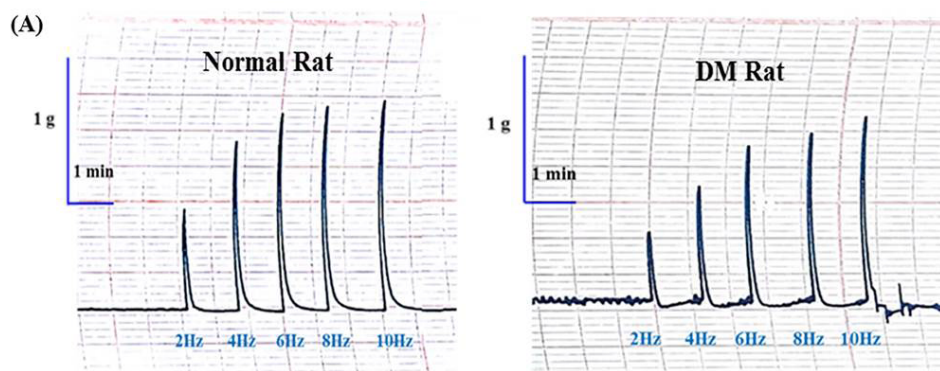 (A)
Normal Rat
1 g
1 min
2Hz 4Hz 6Hz 8Hz 10Hz
DM Rat
1 g
1 min
2Hz 4Hz 6Hz 8Hz 10Hz